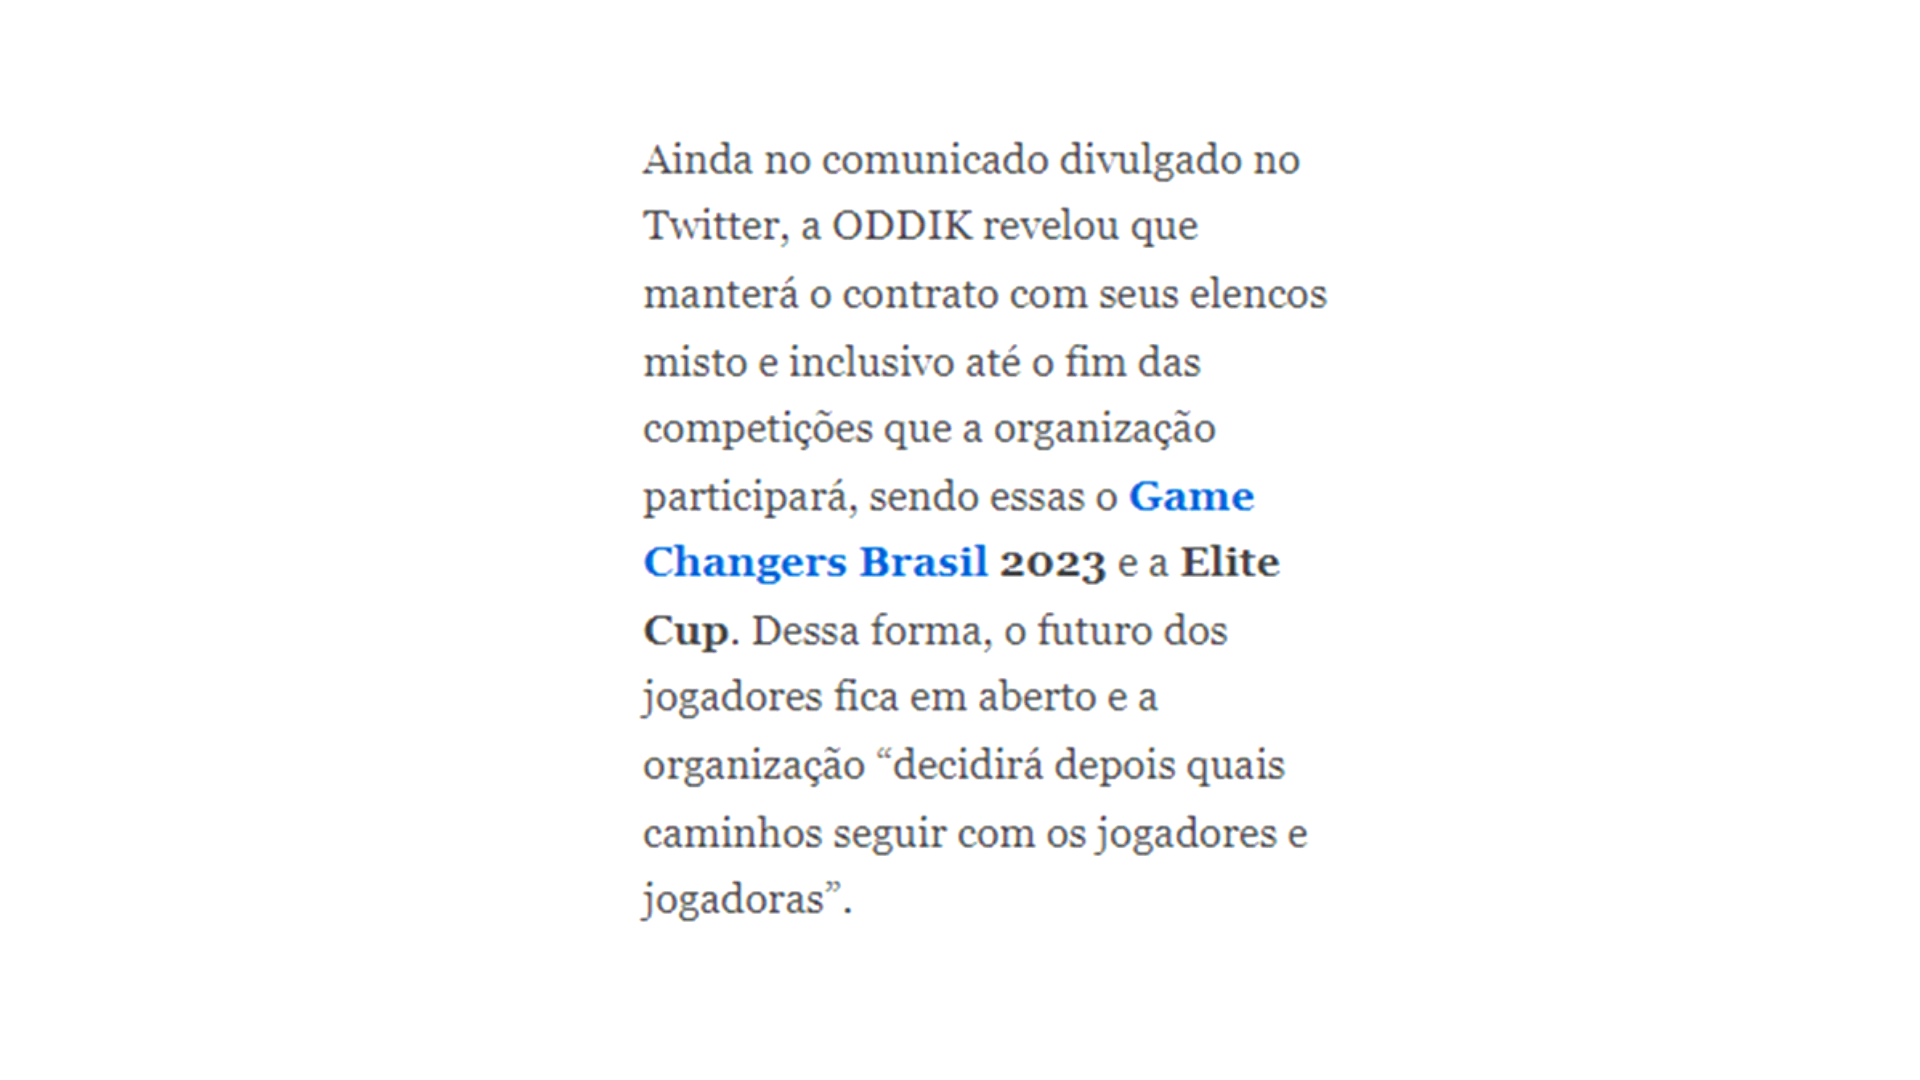 Ainda no comunicado divulgado no
Twitter, a ODDIK revelou que
manterá o contrato com seus elencos
misto e inclusivo até o fim das
competições que a organização
participará, sendo essas o Game
Changers Brasil 2023 e a Elite
Cup. Dessa forma, o futuro dos
jogadores fica em aberto e a
organização “decidirá depois quais
caminhos seguir com os jogadores e
jogadoras”.